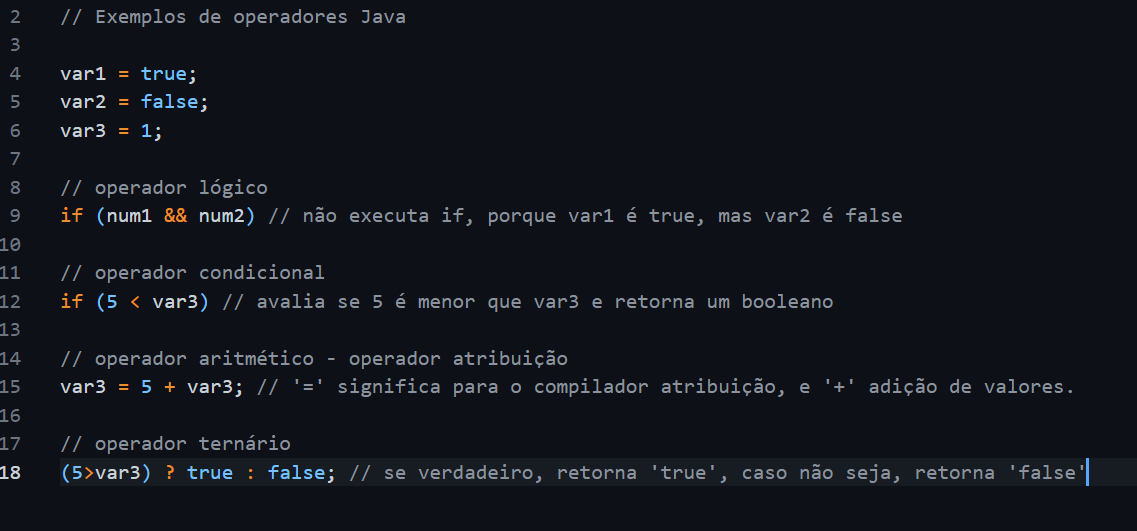 2 // Exemplos de operadores Java
3
4 var1 = true;
5 var2 = false;
6 var3 = 1;
7
8 // operador lógico
9 if (num1 && num2) // não executa if, porque var1 é true, mas var2 é false
10
11 // operador condicional
12 if (5 < var3) // avalia se 5 é menor que var3 e retorna um booleano
13
14 // operador aritmético - operador atribuição
15 var3 = 5 + var3; // '=' significa para o compilador atribuição, e '+' adição de valores.
16
17 // operador ternário
18 (5>var3) ? true : false; // se verdadeiro, retorna 'true', caso não seja, retorna 'false'